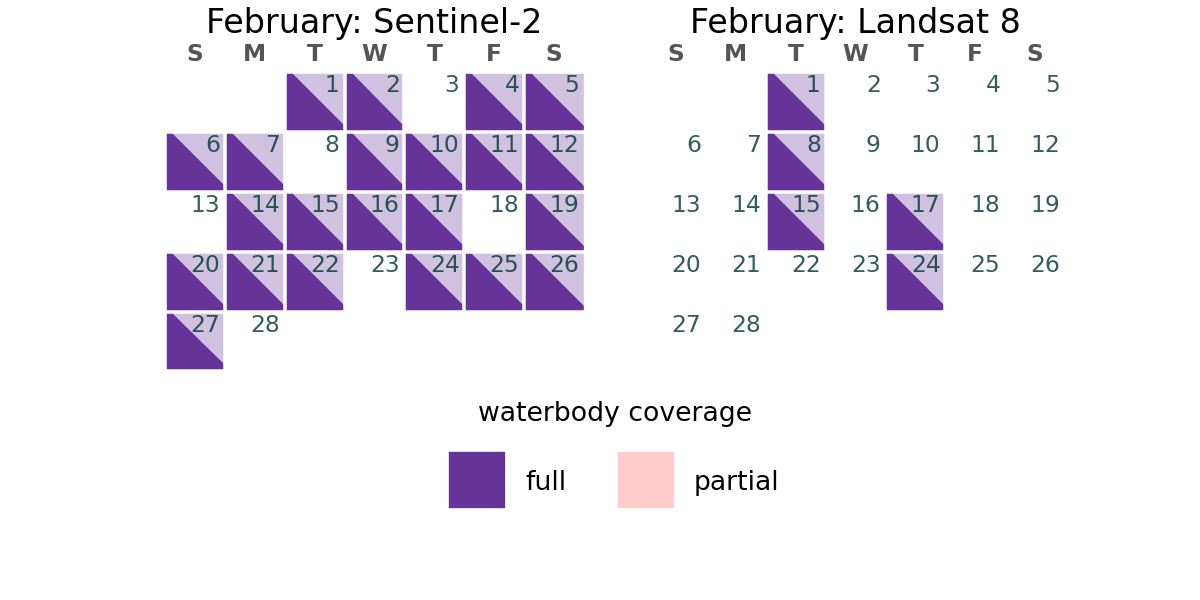 February: Sentinel-2
S M T W T F S
1 2 3 4 5
6 7 8 9 10 11 12
13 14 15 16 17 18 19
20 21 22 23 24 25 26
27 28
February: Landsat 8
S M T W T F S
1 2 3 4 5
6 7 8 9 10 11 12
13 14 15 16 17 18 19
20 21 22 23 24 25 26
27 28
waterbody coverage
full
partial